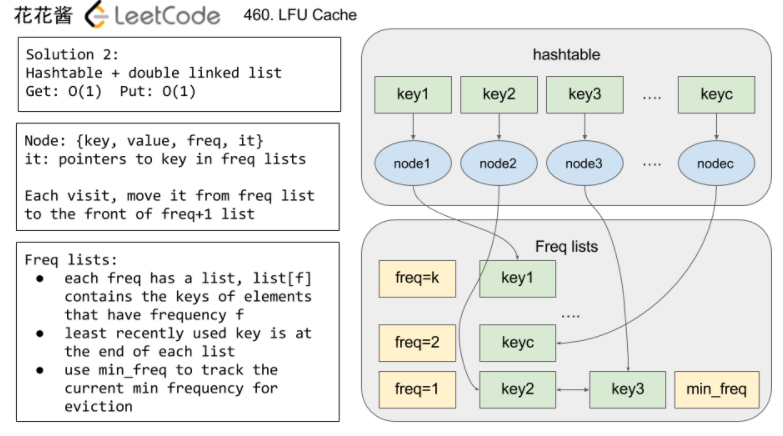 花花酱 LeetCode 460. LFU Cache
Solution 2:
Hashtable + double linked list
Get: O(1) Put: O(1)
Node: {key, value, freq, it}
it: pointers to key in freq lists
Each visit, move it from freq list
to the front of freq+1 list
Freq lists:
● each freq has a list, list[f]
contains the keys of elements
that have frequency f
● least recently used key is at
the end of each list
● use min_freq to track the
current min frequency for
eviction
hashtable
key1 key2 key3 .... keyc
node1 node2 node3 .... nodec
Freq lists
freq=k key1
....
freq=2 keyc
freq=1 key2 key3 min_freq